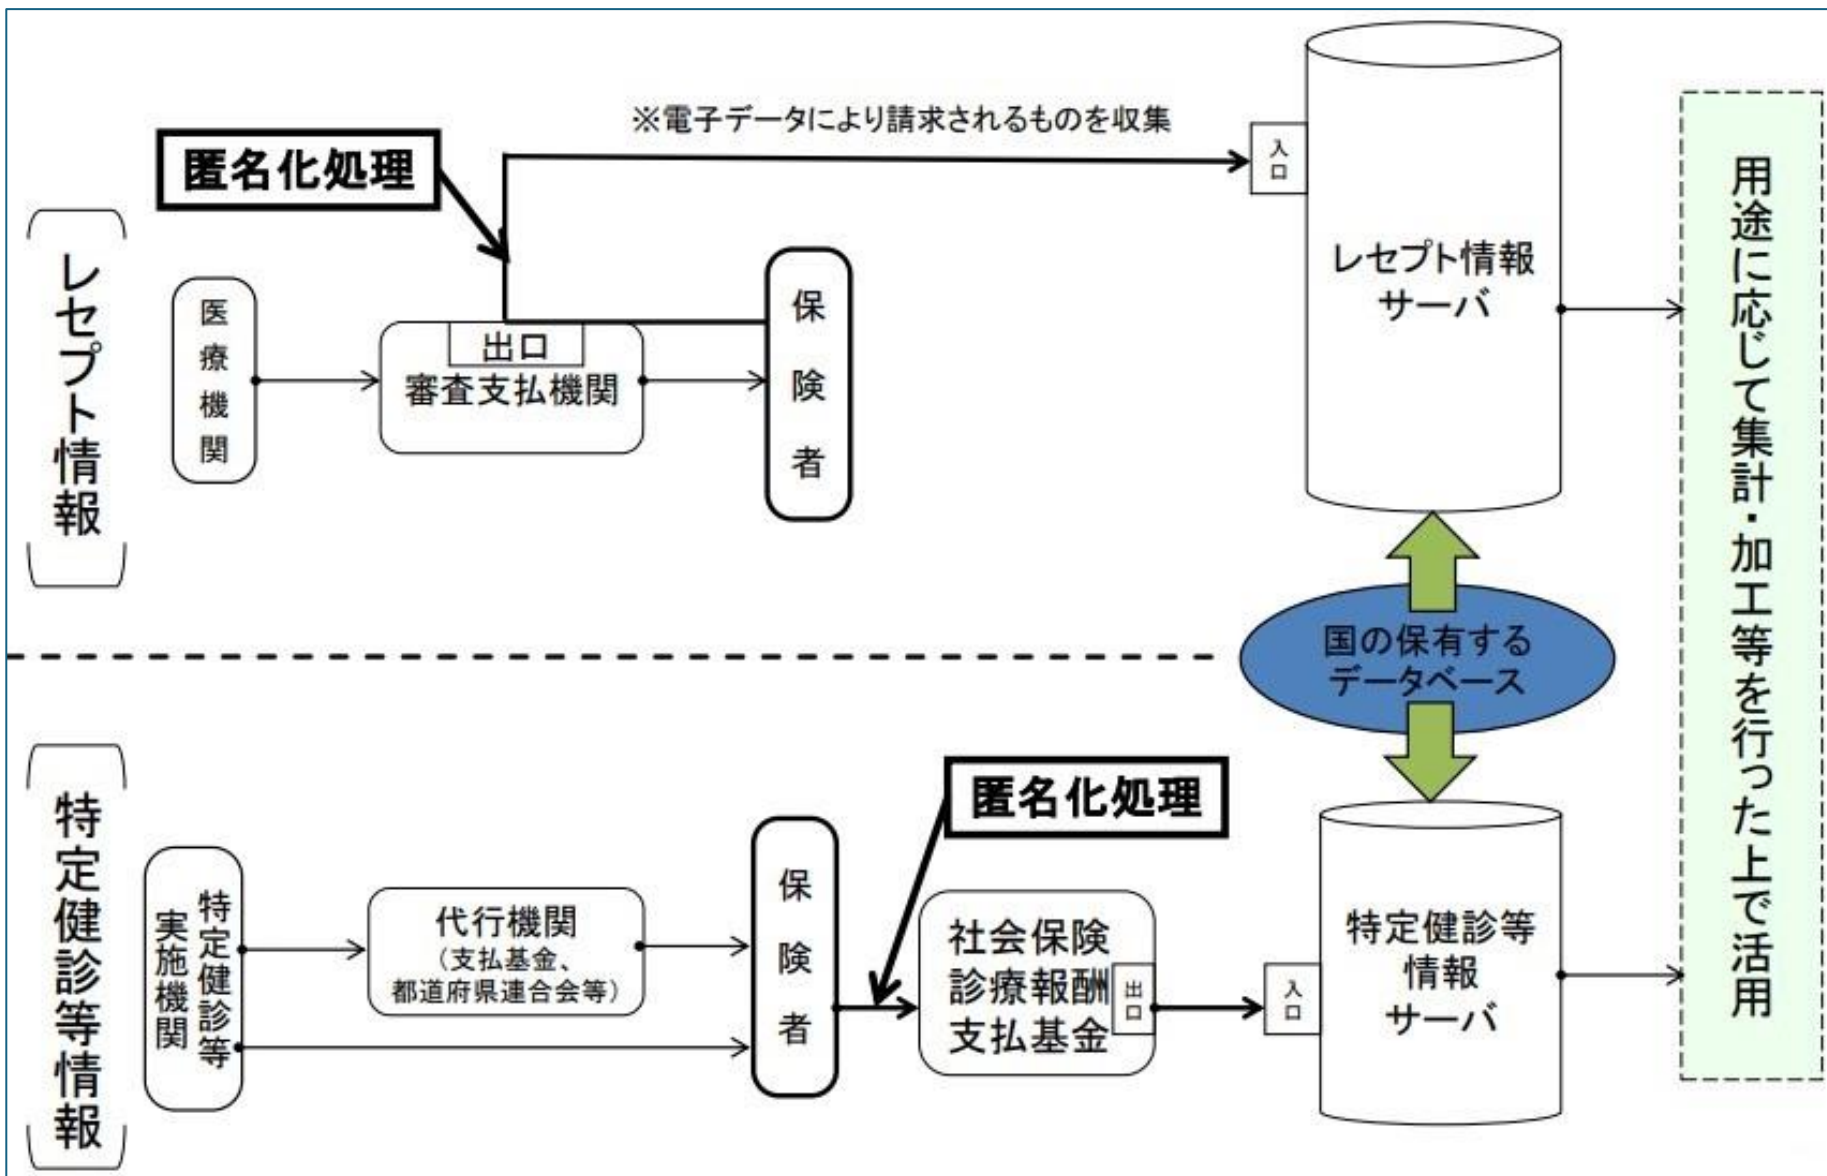 ※電子データにより請求されるものを収集
匿名化処理
レセプト情報
医療機関
出口
審査支払機関
保険者
入口
レセプト情報
サーバ
国の保有する
データベース
用途に応じて集計・加工等を行った上で活用
特定健診等情報
特定健診等
実施機関
代行機関
（支払基金、
都道府県連合会等）
保険者
匿名化処理
社会保険
診療報酬
支払基金
出口
入口
特定健診等
情報
サーバ